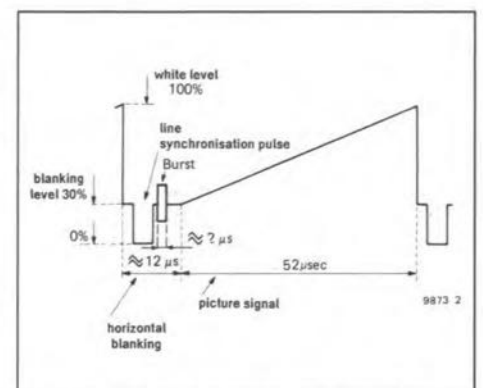 white level
100%
line
synchronisation pulse
Burst
blanking
level 30%
0%
≈ ? μs
≈ 12 μs
52μsec
picture signal
9873 2
horizontal
blanking